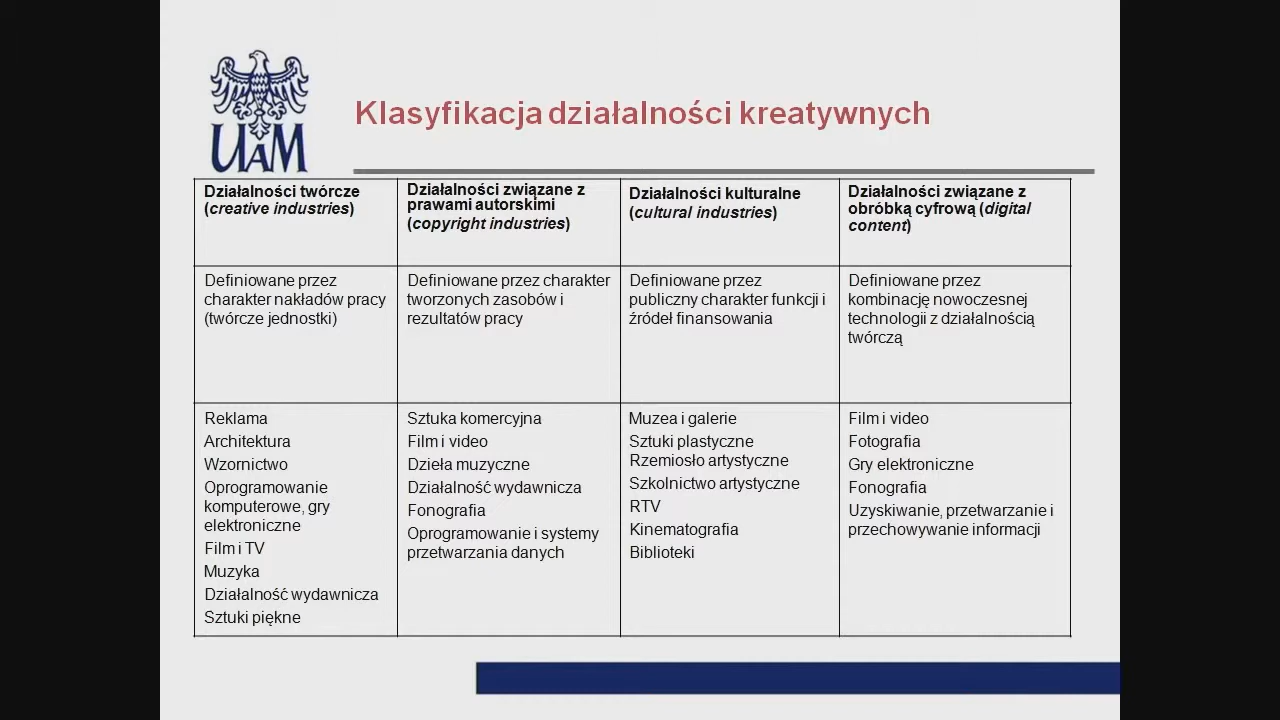 UAM
Klasyfikacja działalności kreatywnych
Działalności twórcze
(creative industries)
Działalności związane z
prawami autorskimi
(copyright industries)
Działalności kulturalne
(cultural industries)
Działalności związane z
obróbką cyfrową (digital
content)
Definiowane przez
charakter nakładów pracy
(twórcze jednostki)
Definiowane przez charakter
tworzonych zasobów i
rezultatów pracy
Definiowane przez
publiczny charakter funkcji i
źródeł finansowania
Definiowane przez
kombinację nowoczesnej
technologii z działalnością
twórczą
Reklama
Architektura
Wzornictwo
Oprogramowanie
komputerowe, gry
elektroniczne
Film i TV
Muzyka
Działalność wydawnicza
Sztuki piękne
Sztuka komercyjna
Film i video
Dzieła muzyczne
Działalność wydawnicza
Fonografia
Oprogramowanie i systemy
przetwarzania danych
Muzea i galerie
Sztuki plastyczne
Rzemiosło artystyczne
Szkolnictwo artystyczne
RTV
Kinematografia
Biblioteki
Film i video
Fotografia
Gry elektroniczne
Fonografia
Uzyskiwanie, przetwarzanie i
przechowywanie informacji